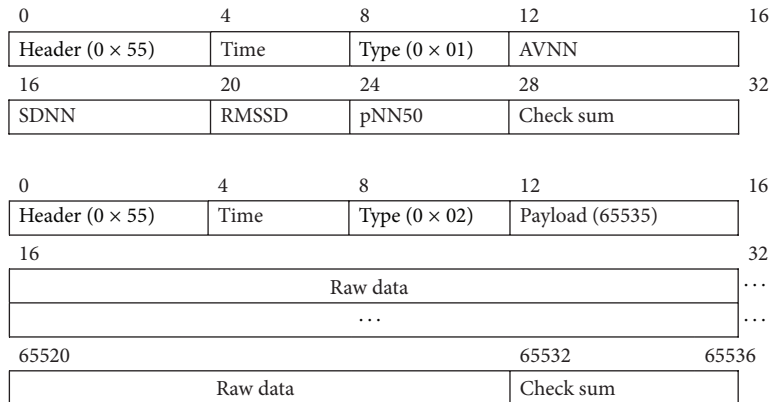 0 4 8 12 16
Header (0 × 55) Time Type (0 × 01) AVNN
16 20 24 28 32
SDNN RMSSD pNN50 Check sum
0 4 8 12 16
Header (0 × 55) Time Type (0 × 02) Payload (65535)
16 32
Raw data ...
... ...
65520 65532 65536
Raw data Check sum